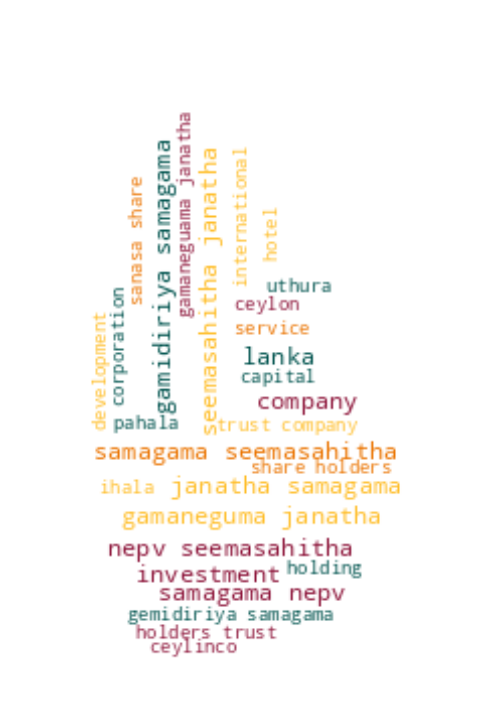 development
corporation
sanasa share
gamidiriya samagama
gamaneguama janatha
seemasahitha janatha
international
hotel
uthura
ceylon
service
lanka
capital
company
pahala
trust company
samagama seemasahitha
share holders
ihala
janatha samagama
gamaneguma janatha
nepv seemasahitha
holding
investment
samagama nepv
gemidiriya samagama
holders trust
ceylinco